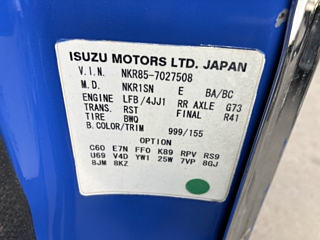 ISUZU MOTORS LTD. JAPAN
V.I.N. NKR85-7027508
M.D. NKR1SN E BA/BC
ENGINE LFB/4JJ1 RR AXLE G73
TRANS. RST FINAL R41
TIRE BWQ
B.COLOR/TRIM 999/155
OPTION
C60 E7N FF0 K89 RPV RS9
U69 V4D YW1 25W 7VP 8GJ
8JM 8KZ